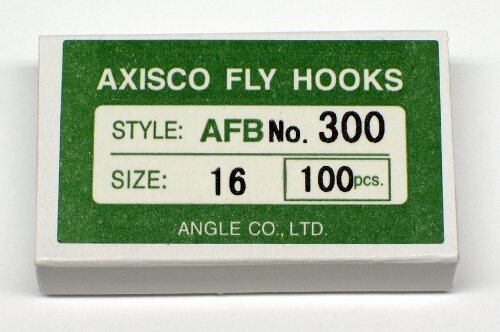 AXISCO FLY HOOKS
STYLE: AFB No. 300
SIZE: 16 100pcs.
ANGLE CO., LTD.